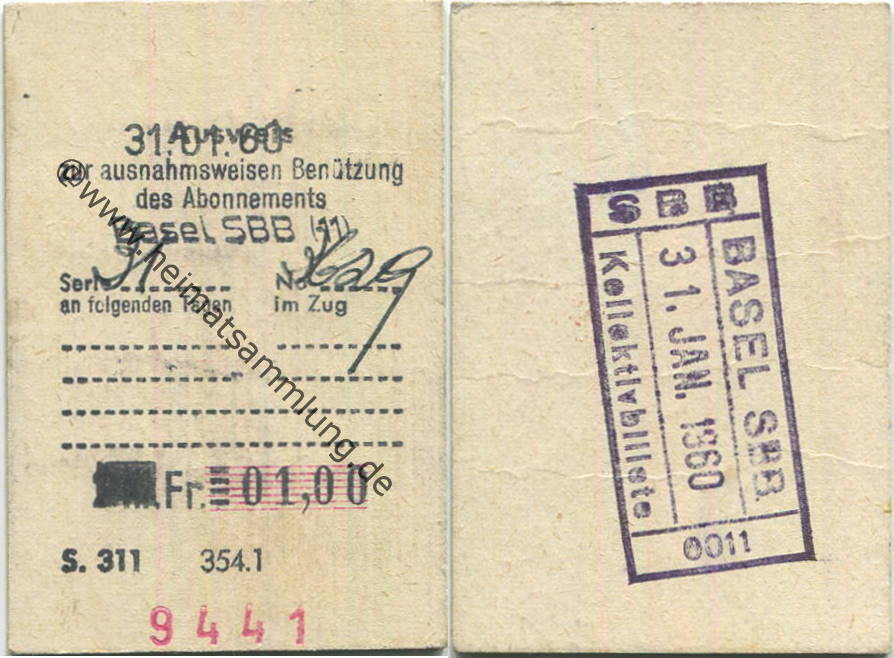 31.01.60
Ausweis
zur ausnahmsweisen Benützung
des Abonnements
Basel SBB (11)
Serie No
an folgenden Tagen im Zug
Fr. 01,00
S. 311 354.1
9441
@www.heimatsammlung.de
SBB
BASEL SBB
31. JAN. 1960
Kollektivbillete
0011